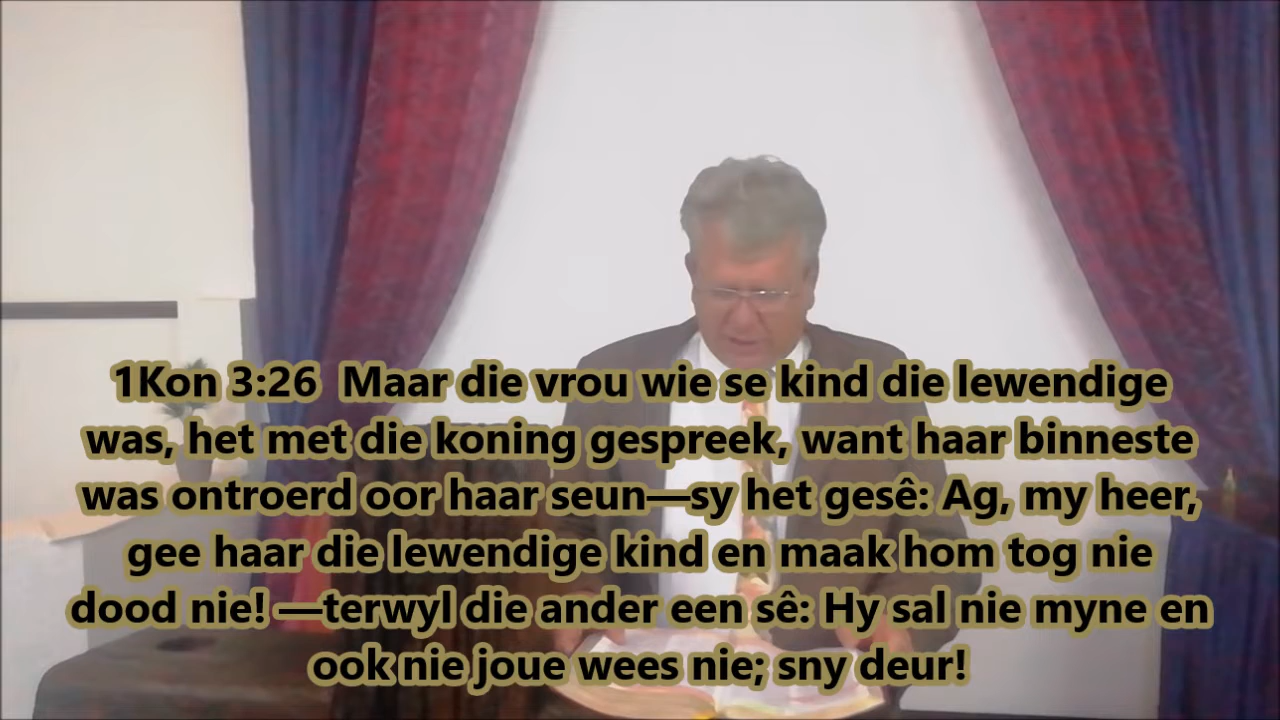 1Kon 3:26  Maar die vrou wie se kind die lewendige
was, het met die koning gespreek, want haar binneste
was ontroerd oor haar seun—sy het gesê: Ag, my heer,
gee haar die lewendige kind en maak hom tog nie
dood nie! —terwyl die ander een sê: Hy sal nie myne en
ook nie joue wees nie; sny deur!